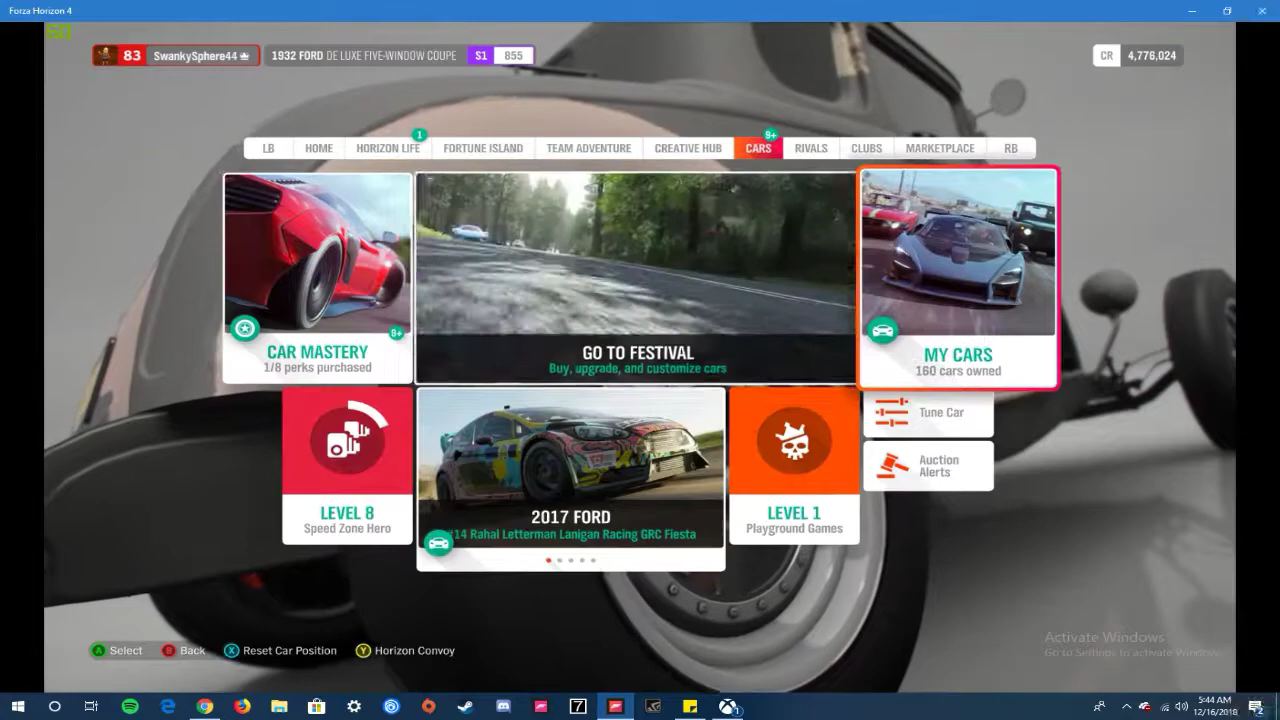 Forza Horizon 4
83 SwankySphere44 1932 FORD DE LUXE FIVE-WINDOW COUPE S1 855 CR 4,776,024
1 9+
LB HOME HORIZON LIFE FORTUNE ISLAND TEAM ADVENTURE CREATIVE HUB CARS RIVALS CLUBS MARKETPLACE RB
CAR MASTERY
1/8 perks purchased
GO TO FESTIVAL
Buy, upgrade, and customize cars
MY CARS
160 cars owned
LEVEL 8
Speed Zone Hero
2017 FORD
#14 Rahal Letterman Lanigan Racing GRC Fiesta
LEVEL 1
Playground Games
Tune Car
Auction
Alerts
A Select B Back X Reset Car Position Y Horizon Convoy
Activate Windows
Go to Settings to activate Windows.
5:44 AM
12/16/2018